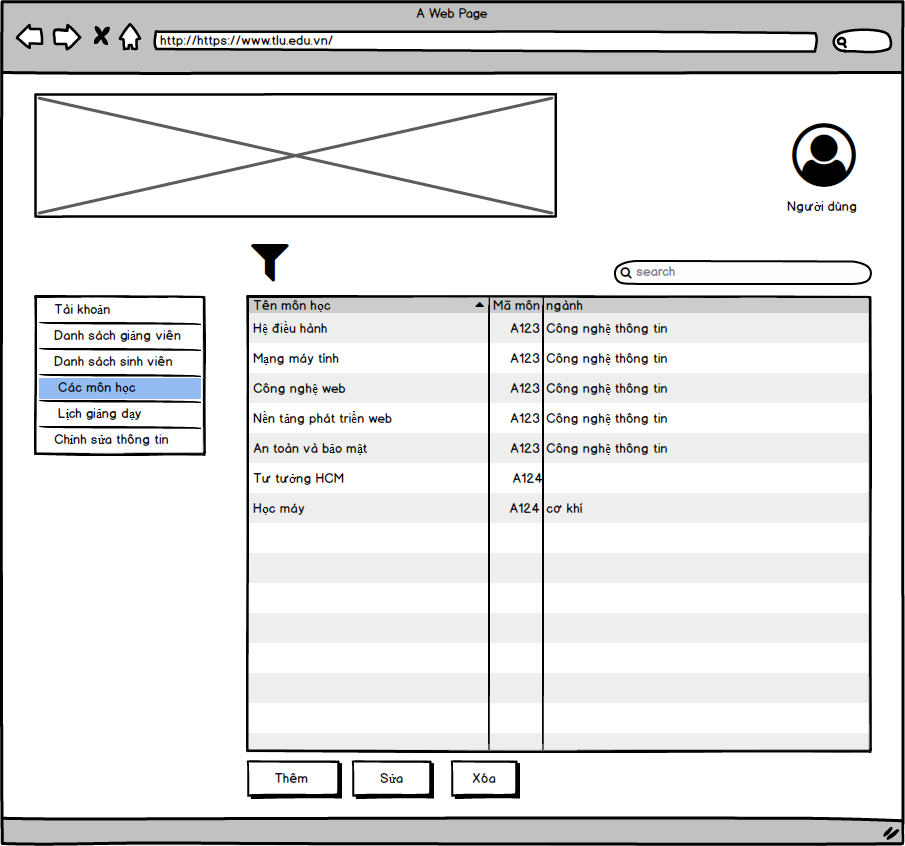 A Web Page
http://https://www.tlu.edu.vn/
Người dùng
search
Tài khoản
Danh sách giảng viên
Danh sách sinh viên
Các môn học
Lịch giảng dạy
Chỉnh sửa thông tin
Tên môn học Mã môn ngành
Hệ điều hành A123 Công nghệ thông tin
Mạng máy tính A123 Công nghệ thông tin
Công nghệ web A123 Công nghệ thông tin
Nền tảng phát triển web A123 Công nghệ thông tin
An toàn và bảo mật A123 Công nghệ thông tin
Tư tưởng HCM A124
Học máy A124 cơ khí
Thêm Sửa Xóa